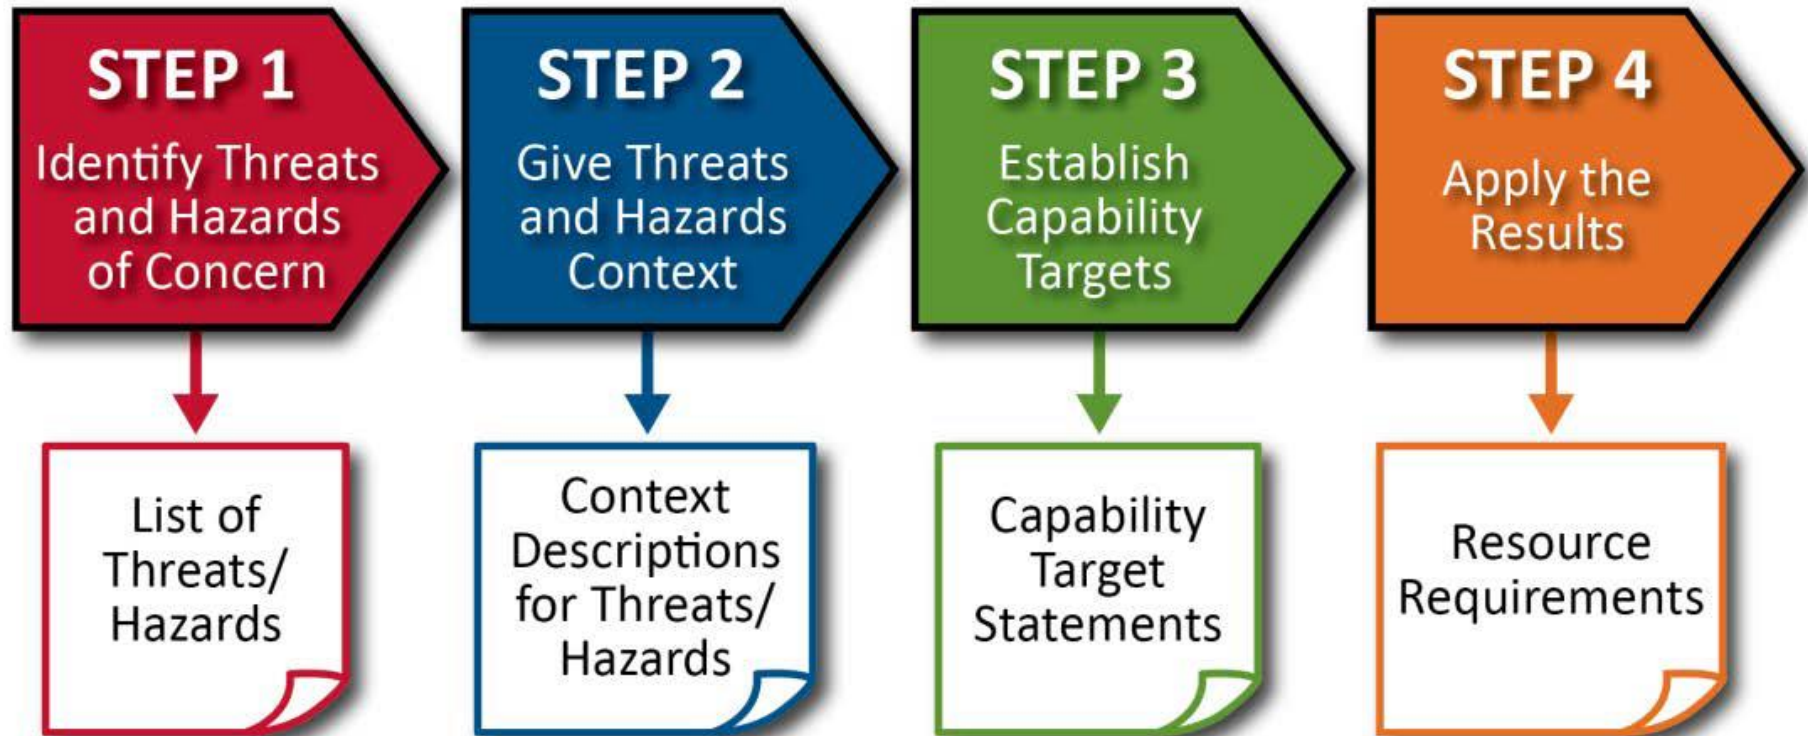 STEP 1
Identify Threats
and Hazards
of Concern
STEP 2
Give Threats
and Hazards
Context
STEP 3
Establish
Capability
Targets
STEP 4
Apply the
Results
List of
Threats/
Hazards
Context
Descriptions
for Threats/
Hazards
Capability
Target
Statements
Resource
Requirements